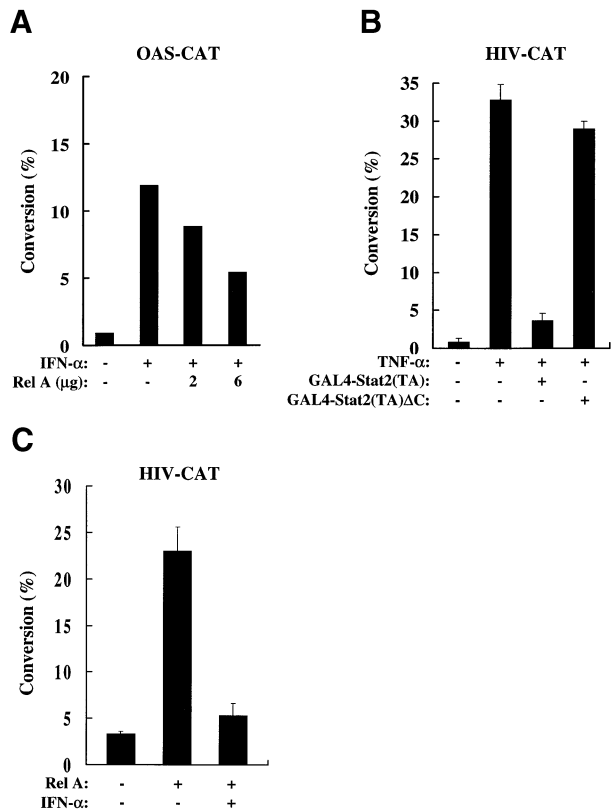 A
OAS-CAT
Conversion (%)
20
15
10
5
0
IFN-α: - + + +
Rel A (µg): - - 2 6
B
HIV-CAT
Conversion (%)
35
30
25
20
15
10
5
0
TNF-α: - + + +
GAL4-Stat2(TA): - - + -
GAL4-Stat2(TA)ΔC: - - - +
C
HIV-CAT
Conversion (%)
30
25
20
15
10
5
0
Rel A: - + +
IFN-α: - - +